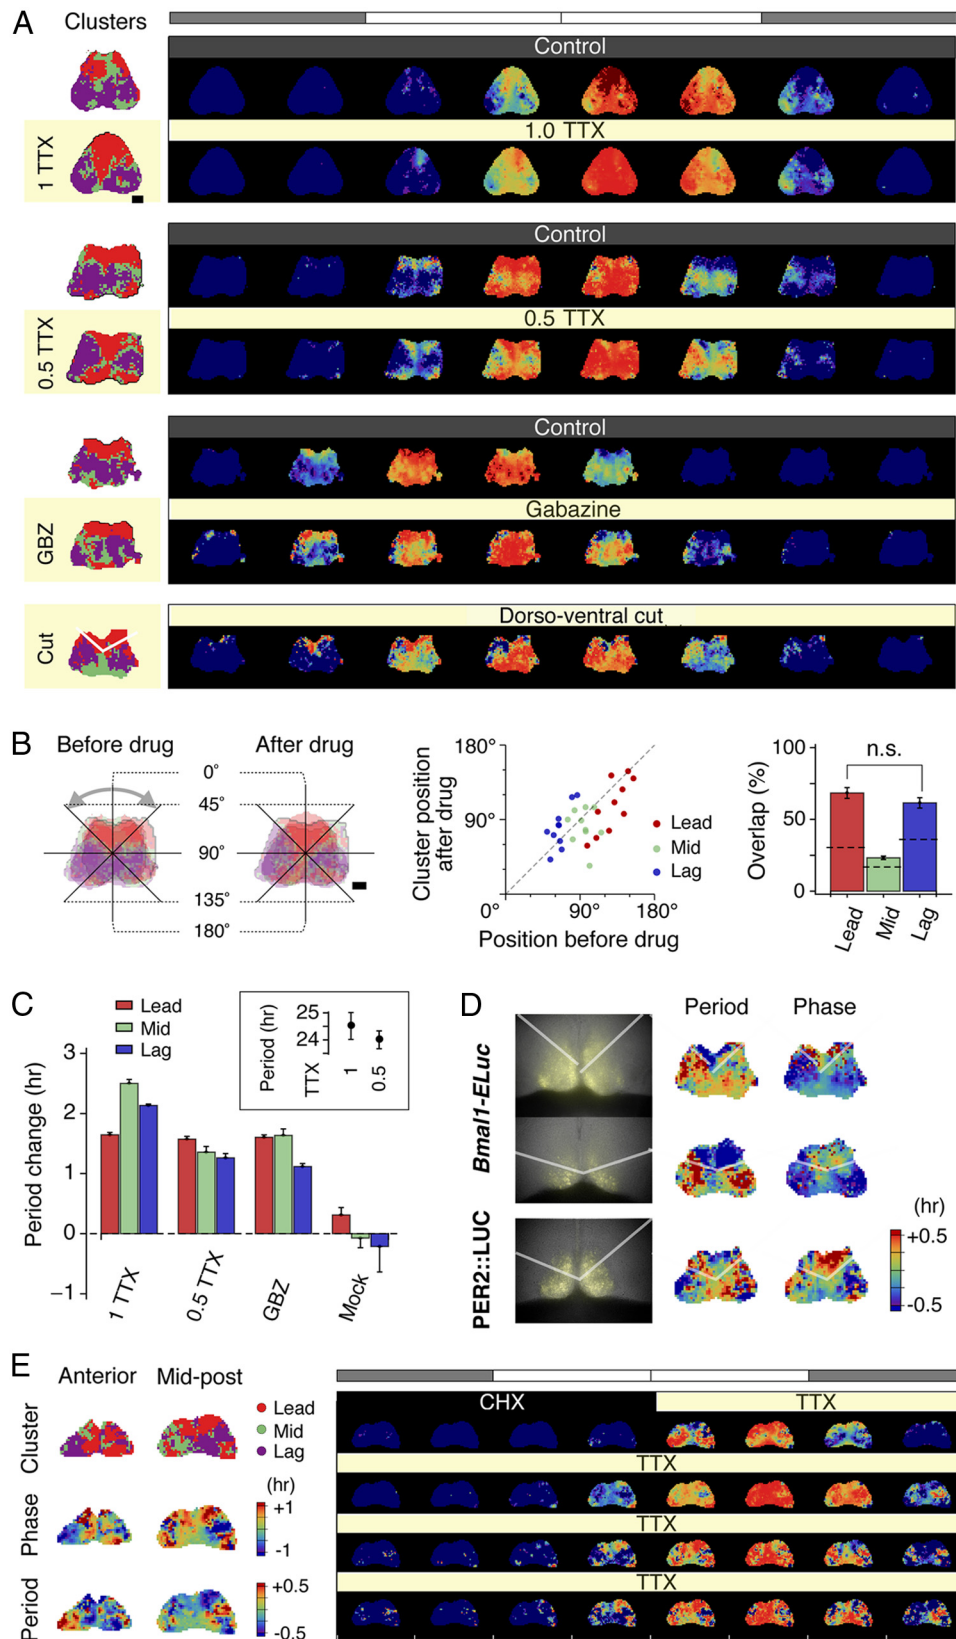 A
Clusters
Control
1 TTX
1.0 TTX
Control
0.5 TTX
0.5 TTX
Control
GBZ
Gabazine
Cut
Dorso-ventral cut
B
Before drug
After drug
0°
45°
90°
135°
180°
Cluster position
after drug
180°
90°
0°
90°
180°
Position before drug
Lead
Mid
Lag
Overlap (%)
100
50
0
n.s.
Lead
Mid
Lag
C
Lead
Mid
Lag
Period change (hr)
3
2
1
0
−1
1 TTX
0.5 TTX
GBZ
Mock
Period (hr)
25
24
TTX
1
0.5
D
Period
Phase
Bmal1-ELuc
PER2::LUC
(hr)
+0.5
-0.5
E
Anterior
Mid-post
Cluster
Lead
Mid
Lag
Phase
(hr)
+1
-1
Period
+0.5
-0.5
CHX
TTX
TTX
TTX
TTX